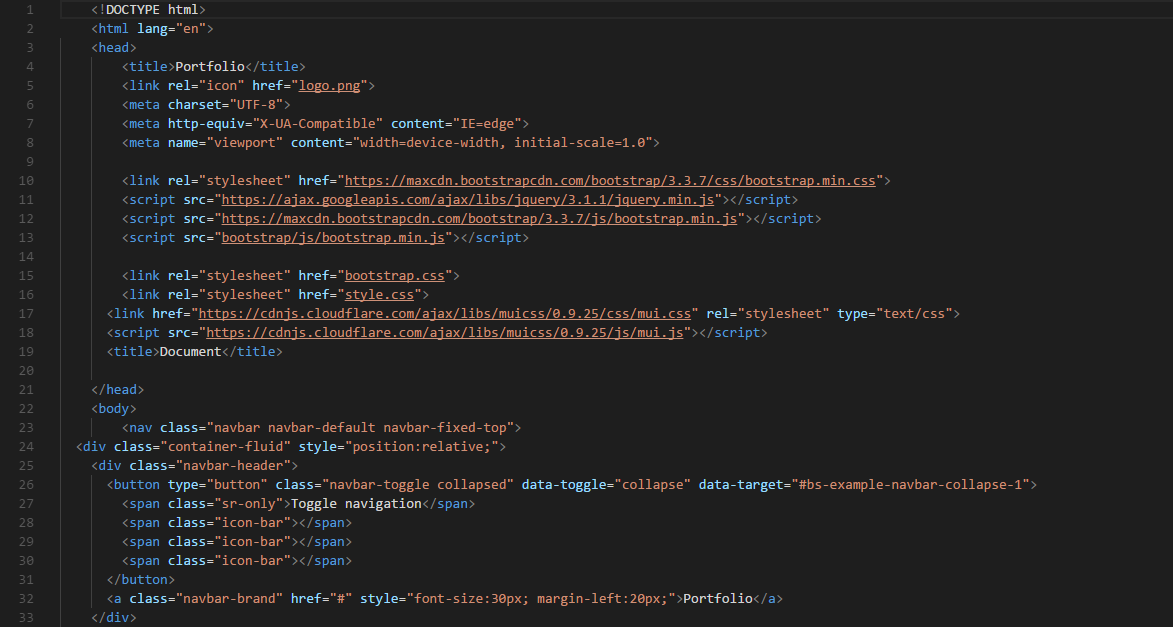 1 <!DOCTYPE html>
2 <html lang="en">
3 <head>
4 <title>Portfolio</title>
5 <link rel="icon" href="logo.png">
6 <meta charset="UTF-8">
7 <meta http-equiv="X-UA-Compatible" content="IE=edge">
8 <meta name="viewport" content="width=device-width, initial-scale=1.0">
9
10 <link rel="stylesheet" href="https://maxcdn.bootstrapcdn.com/bootstrap/3.3.7/css/bootstrap.min.css">
11 <script src="https://ajax.googleapis.com/ajax/libs/jquery/3.1.1/jquery.min.js"></script>
12 <script src="https://maxcdn.bootstrapcdn.com/bootstrap/3.3.7/js/bootstrap.min.js"></script>
13 <script src="bootstrap/js/bootstrap.min.js"></script>
14
15 <link rel="stylesheet" href="bootstrap.css">
16 <link rel="stylesheet" href="style.css">
17 <link href="https://cdnjs.cloudflare.com/ajax/libs/muicss/0.9.25/css/mui.css" rel="stylesheet" type="text/css">
18 <script src="https://cdnjs.cloudflare.com/ajax/libs/muicss/0.9.25/js/mui.js"></script>
19 <title>Document</title>
20
21 </head>
22 <body>
23 <nav class="navbar navbar-default navbar-fixed-top">
24 <div class="container-fluid" style="position:relative;">
25 <div class="navbar-header">
26 <button type="button" class="navbar-toggle collapsed" data-toggle="collapse" data-target="#bs-example-navbar-collapse-1">
27 <span class="sr-only">Toggle navigation</span>
28 <span class="icon-bar"></span>
29 <span class="icon-bar"></span>
30 <span class="icon-bar"></span>
31 </button>
32 <a class="navbar-brand" href="#" style="font-size:30px; margin-left:20px;">Portfolio</a>
33 </div>